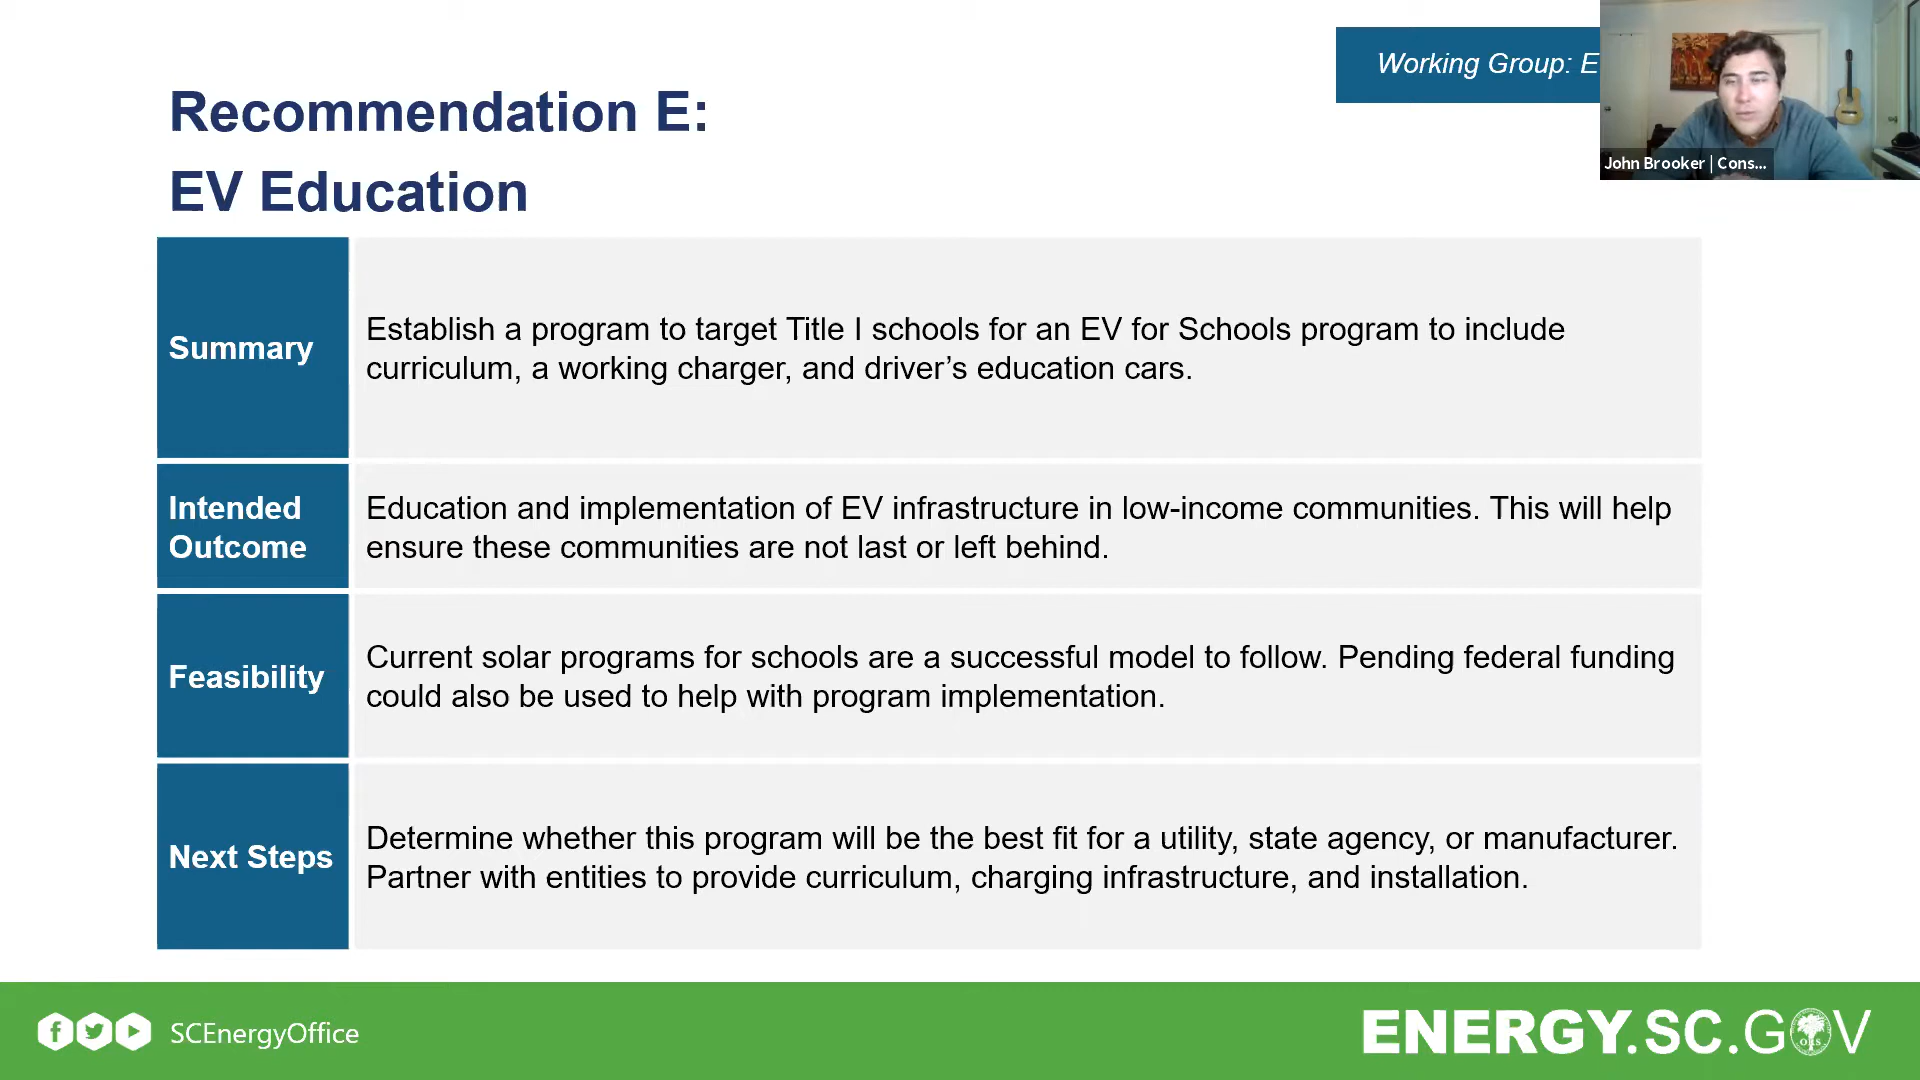 Working Group: E
Recommendation E:
EV Education
John Brooker | Cons...
Summary
Establish a program to target Title I schools for an EV for Schools program to include
curriculum, a working charger, and driver’s education cars.
Intended
Outcome
Education and implementation of EV infrastructure in low-income communities. This will help
ensure these communities are not last or left behind.
Feasibility
Current solar programs for schools are a successful model to follow. Pending federal funding
could also be used to help with program implementation.
Next Steps
Determine whether this program will be the best fit for a utility, state agency, or manufacturer.
Partner with entities to provide curriculum, charging infrastructure, and installation.
SCEnergyOffice
ENERGY.SC.GOV
ORS